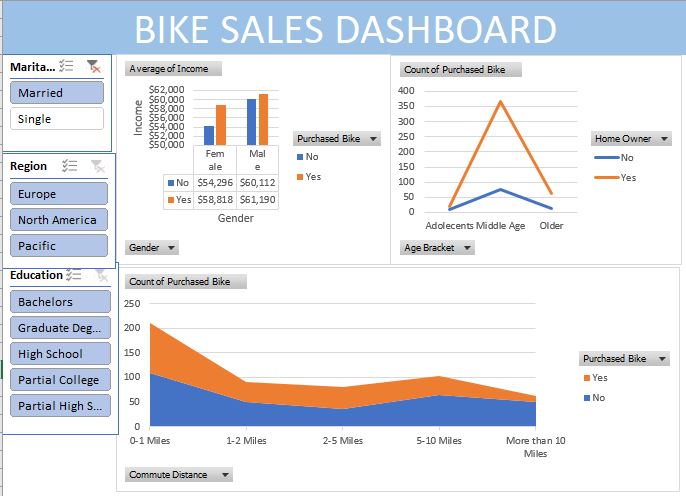 BIKE SALES DASHBOARD
Marita...
Married
Single
Region
Europe
North America
Pacific
Education
Bachelors
Graduate Deg...
High School
Partial College
Partial High S...
Average of Income
$62,000
$60,000
$58,000
$56,000
$54,000
$52,000
$50,000
Income
Fem
ale
Mal
e
No $54,296 $60,112
Yes $58,818 $61,190
Gender
Purchased Bike
No
Yes
Gender
Count of Purchased Bike
400
350
300
250
200
150
100
50
0
Adolecents Middle Age Older
Home Owner
No
Yes
Age Bracket
Count of Purchased Bike
250
200
150
100
50
0
0-1 Miles 1-2 Miles 2-5 Miles 5-10 Miles More than 10
Miles
Purchased Bike
Yes
No
Commute Distance